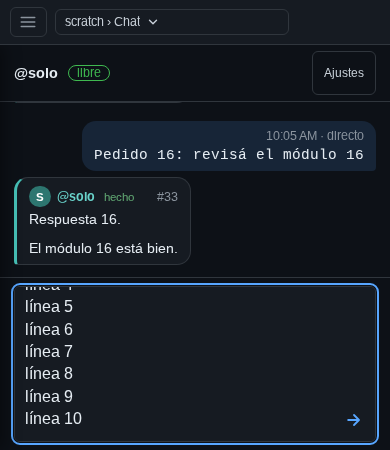 scratch › Chat
@solo libre
Ajustes
10:05 AM · directo
Pedido 16: revisá el módulo 16
S @solo hecho #33
Respuesta 16.
El módulo 16 está bien.
línea 5
línea 6
línea 7
línea 8
línea 9
línea 10